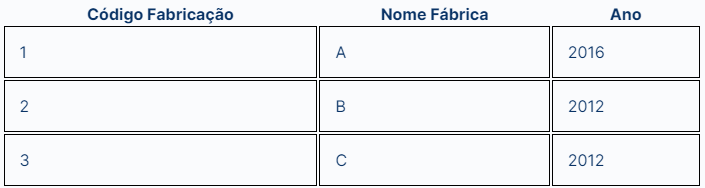 Código Fabricação Nome Fábrica Ano
1 A 2016
2 B 2012
3 C 2012